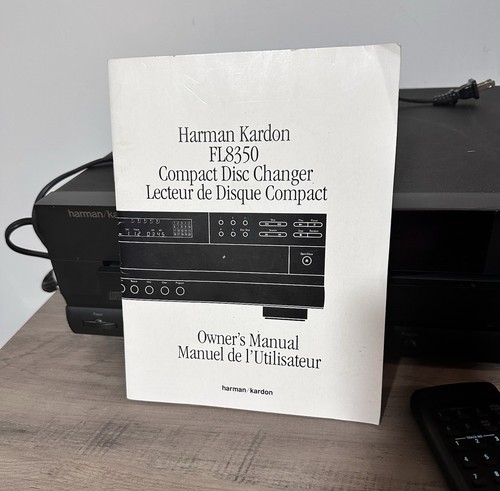 Harman Kardon
FL8350
Compact Disc Changer
Lecteur de Disque Compact
Owner's Manual
Manuel de l'Utilisateur
harman/kardon
harman/ka